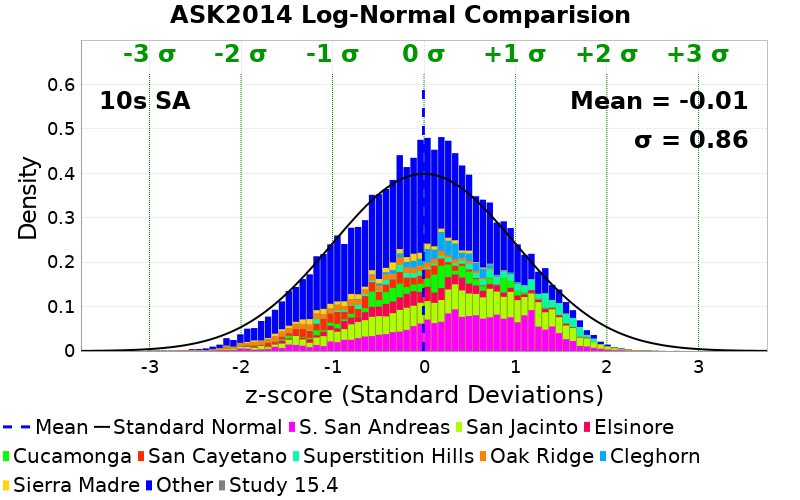 ASK2014 Log-Normal Comparision
-3 σ -2 σ -1 σ 0 σ +1 σ +2 σ +3 σ
10s SA
Mean = -0.01
σ = 0.86
Density
0.6
0.5
0.4
0.3
0.2
0.1
0
-3 -2 -1 0 1 2 3
z-score (Standard Deviations)
Mean Standard Normal S. San Andreas San Jacinto Elsinore
Cucamonga San Cayetano Superstition Hills Oak Ridge Cleghorn
Sierra Madre Other Study 15.4